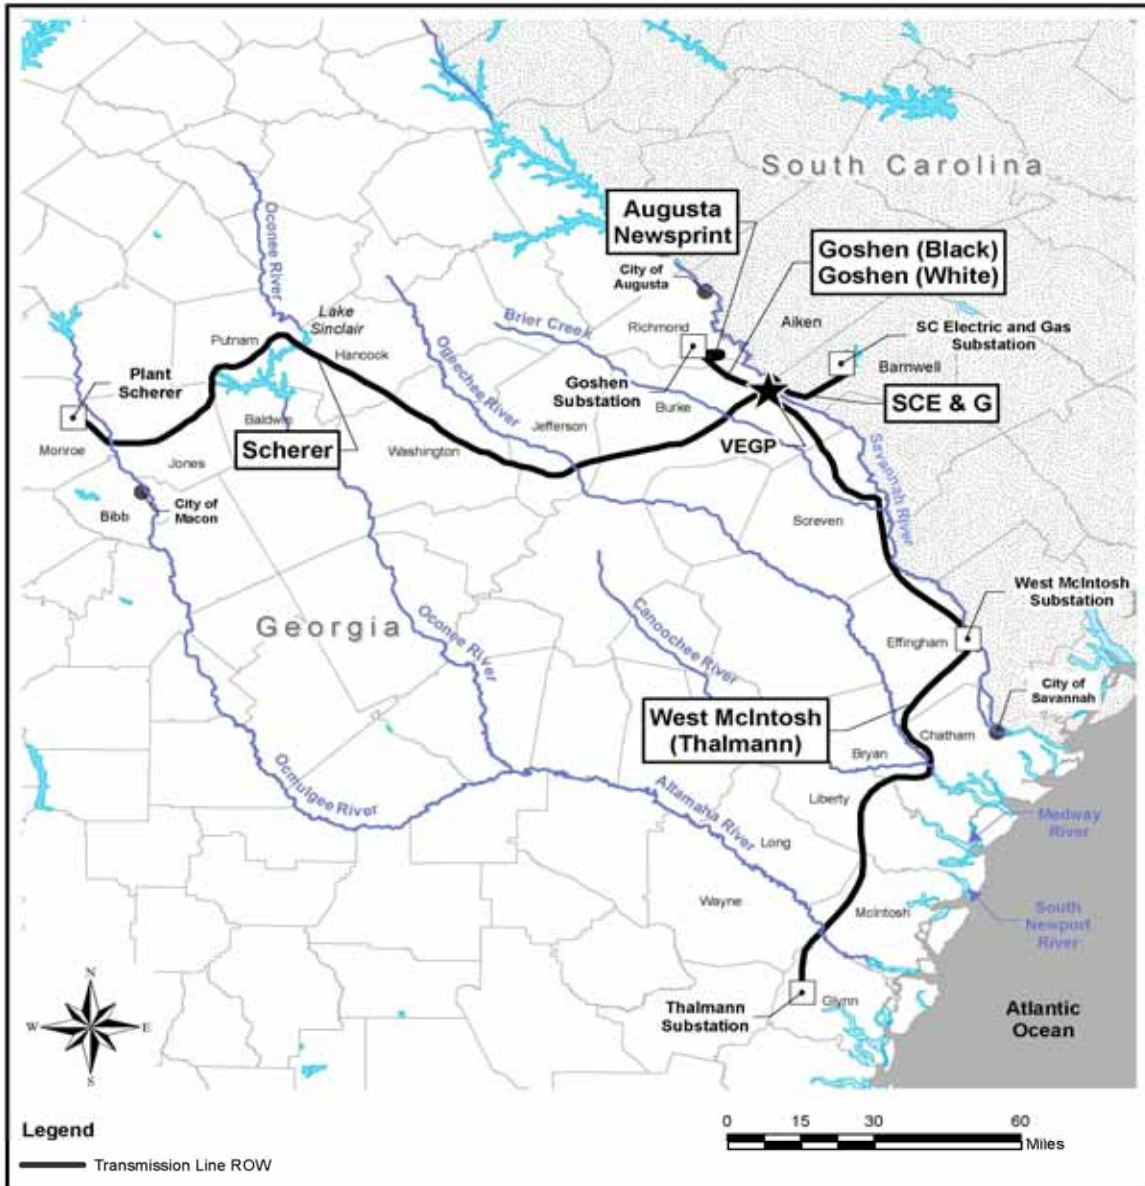 South Carolina
Augusta
Newsprint
Goshen (Black)
Goshen (White)
City of
Augusta
Oconee River
Lake
Sinclair
Brier Creek
Richmond
Aiken
SC Electric and Gas
Substation
Putnam
Hancock
Ogeechee River
Barnwell
Plant
Scherer
Goshen
Substation
Burke
SCE & G
Baldwin
Jefferson
Scherer
Washington
VEGP
Monroe
Jones
Savannah River
City of
Macon
Bibb
Screven
West McIntosh
Substation
Georgia
Oconee River
Canoochee River
Effingham
City of
Savannah
West McIntosh
(Thalmann)
Chatham
Bryan
Ocmulgee River
Altamaha River
Liberty
Medway
River
Long
Wayne
McIntosh
South
Newport
River
N
W
E
S
Thalmann
Substation
Glynn
Atlantic
Ocean
Legend
Transmission Line ROW
0 15 30 60
Miles